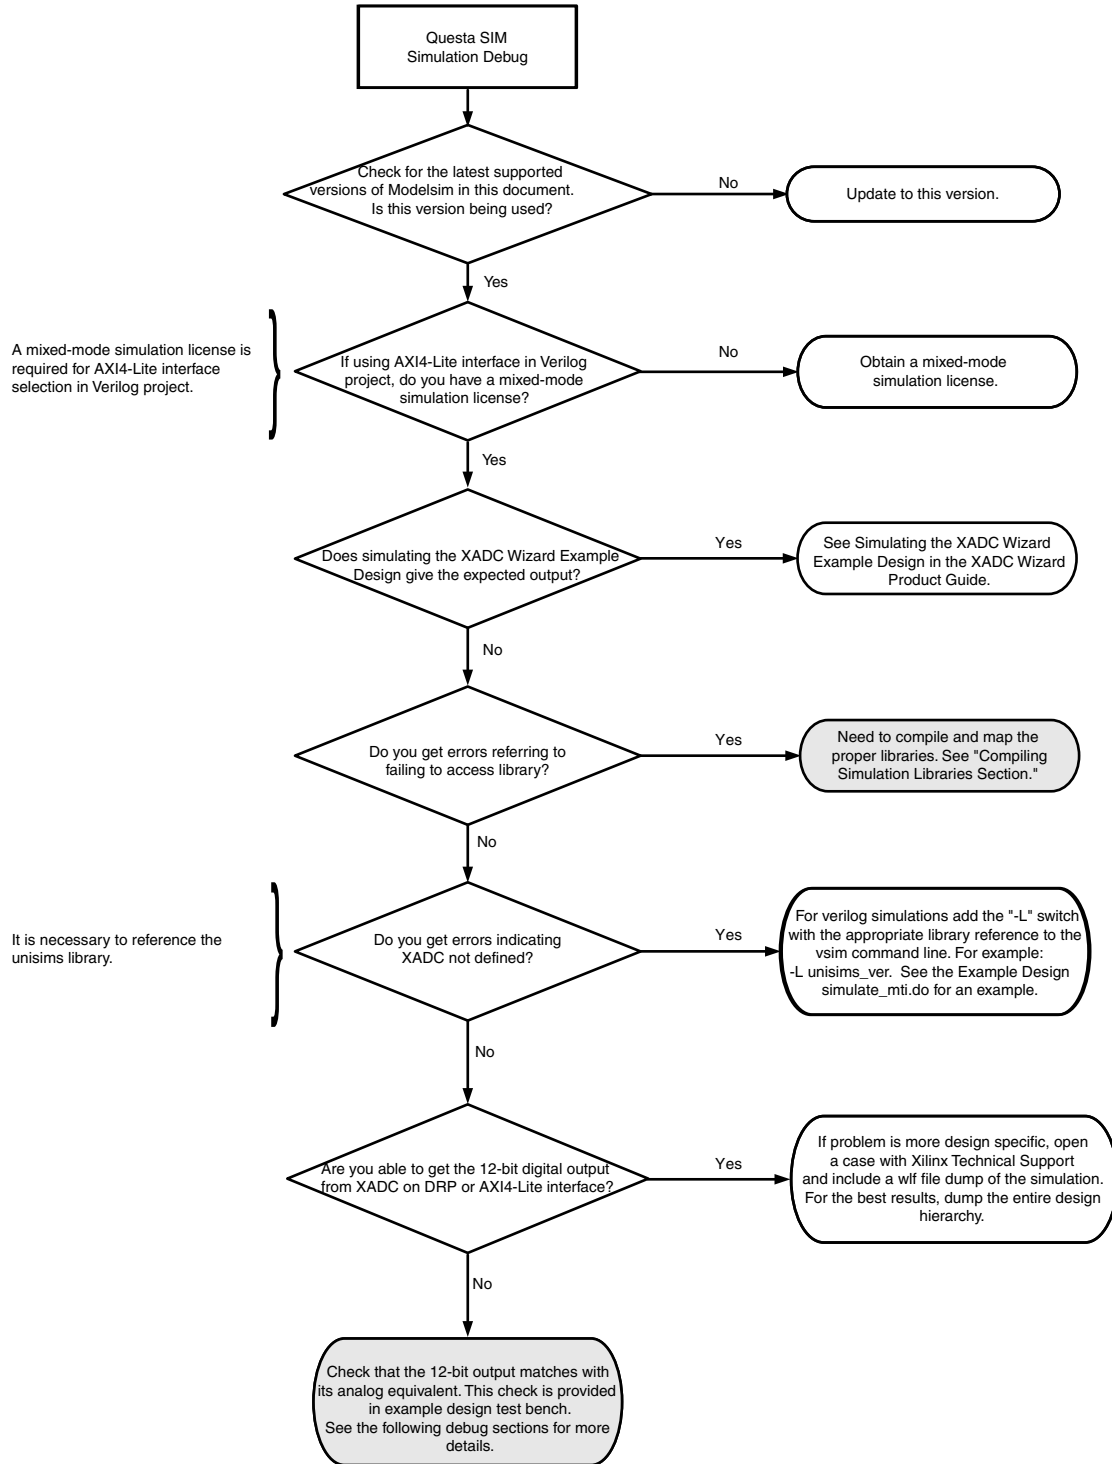 Questa SIM
Simulation Debug
Check for the latest supported
versions of Modelsim in this document.
Is this version being used?
No
Update to this version.
Yes
A mixed-mode simulation license is
required for AXI4-Lite interface
selection in Verilog project.
If using AXI4-Lite interface in Verilog
project, do you have a mixed-mode
simulation license?
No
Obtain a mixed-mode
simulation license.
Yes
Does simulating the XADC Wizard Example
Design give the expected output?
Yes
See Simulating the XADC Wizard
Example Design in the XADC Wizard
Product Guide.
No
Do you get errors referring to
failing to access library?
Yes
Need to compile and map the
proper libraries. See "Compiling
Simulation Libraries Section."
No
It is necessary to reference the
unisims library.
Do you get errors indicating
XADC not defined?
Yes
For verilog simulations add the "-L" switch
with the appropriate library reference to the
vsim command line. For example:
-L unisims_ver. See the Example Design
simulate_mti.do for an example.
No
Are you able to get the 12-bit digital output
from XADC on DRP or AXI4-Lite interface?
Yes
If problem is more design specific, open
a case with Xilinx Technical Support
and include a wlf file dump of the simulation.
For the best results, dump the entire design
hierarchy.
No
Check that the 12-bit output matches with
its analog equivalent. This check is provided
in example design test bench.
See the following debug sections for more
details.